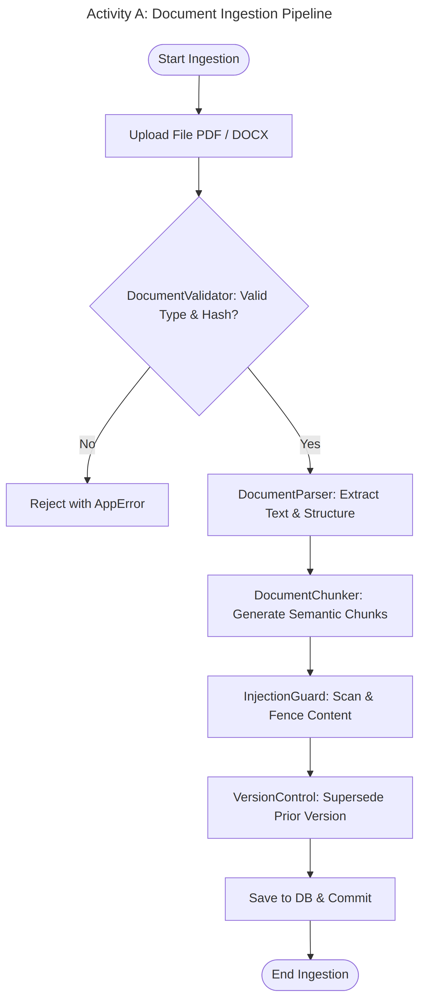 Activity A: Document Ingestion Pipeline
Start Ingestion
Upload File PDF / DOCX
DocumentValidator: Valid
Type & Hash?
No
Yes
Reject with AppError
DocumentParser: Extract
Text & Structure
DocumentChunker:
Generate Semantic Chunks
InjectionGuard: Scan &
Fence Content
VersionControl: Supersede
Prior Version
Save to DB & Commit
End Ingestion